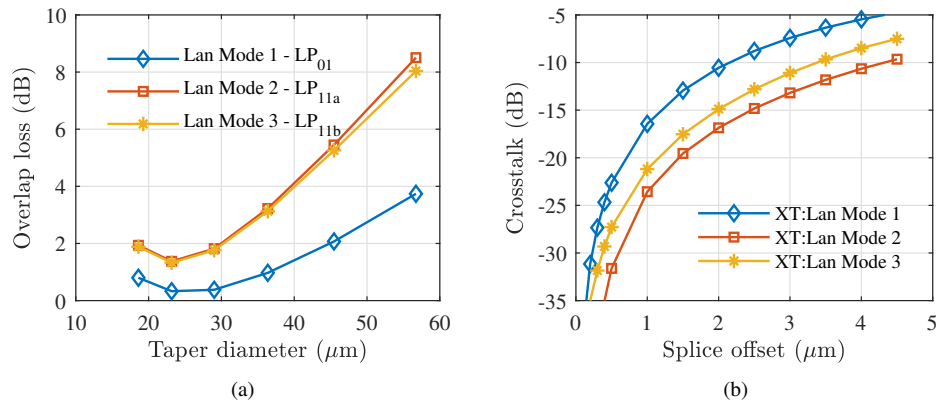 10
8
6
4
2
0
Overlap loss (dB)
Lan Mode 1 - LP01
Lan Mode 2 - LP11a
Lan Mode 3 - LP11b
10 20 30 40 50 60
Taper diameter (μm)
(a)
-5
-10
-15
-20
-25
-30
-35
Crosstalk (dB)
XT:Lan Mode 1
XT:Lan Mode 2
XT:Lan Mode 3
0 1 2 3 4 5
Splice offset (μm)
(b)